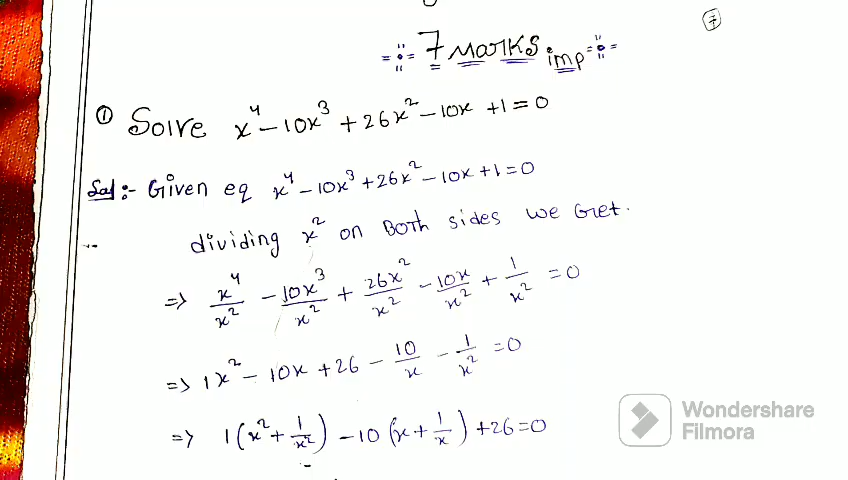 7
7 MARKS imp
① Solve x⁴ - 10x³ + 26x² - 10x + 1 = 0
Sol :- Given eq x⁴ - 10x³ + 26x² - 10x + 1 = 0
dividing x² on Both sides we Get.
=> x⁴/x² - 10x³/x² + 26x²/x² - 10x/x² + 1/x² = 0
=> 1x² - 10x + 26 - 10/x - 1/x² = 0
=> 1(x² + 1/x²) - 10(x + 1/x) + 26 = 0
Wondershare
Filmora